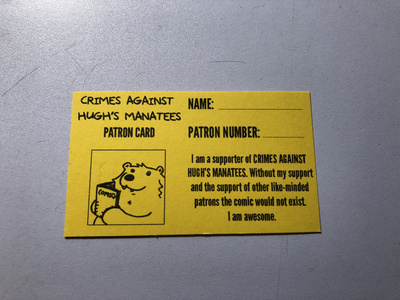 CRIMES AGAINST
HUGH'S MANATEES
PATRON CARD
COMICS
NAME:
PATRON NUMBER:
I am a supporter of CRIMES AGAINST
HUGH'S MANATEES. Without my support
and the support of other like-minded
patrons the comic would not exist.
I am awesome.